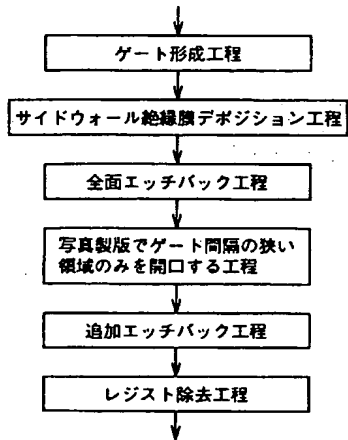 ゲート形成工程
サイドウォール絶縁膜デポジション工程
全面エッチバック工程
写真製版でゲート間隔の狭い
領域のみを開口する工程
追加エッチバック工程
レジスト除去工程